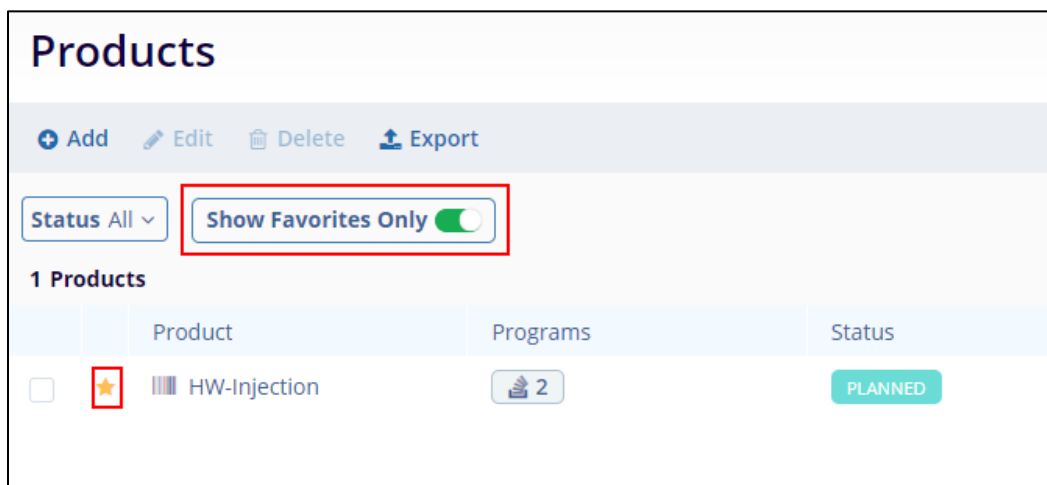 Products
Add Edit Delete Export
Status All Show Favorites Only
1 Products
Product Programs Status
HW-Injection 2 PLANNED